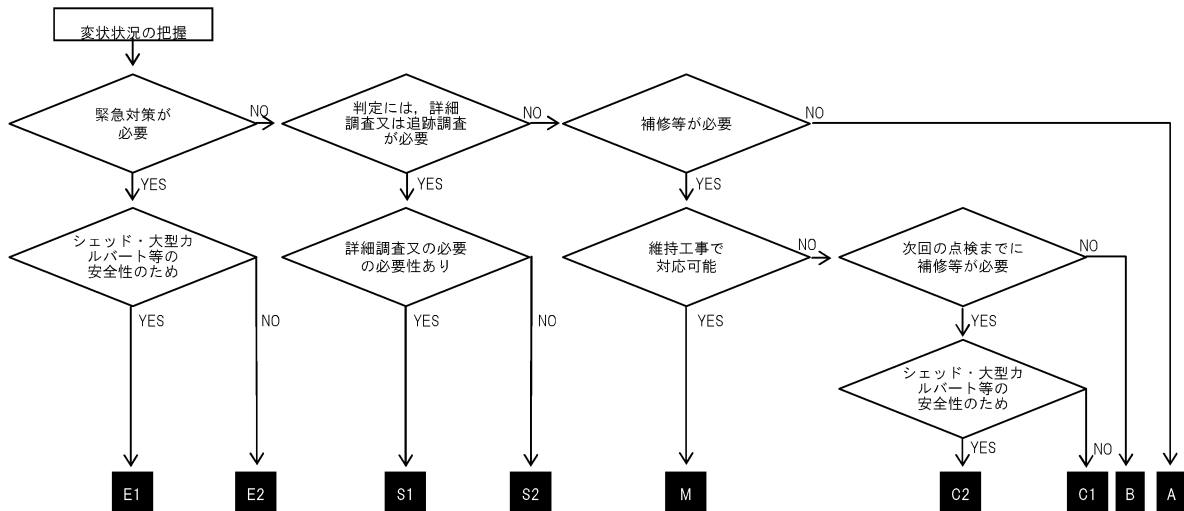 変状状況の把握
緊急対策が
必要
NO
判定には，詳細
調査又は追跡調査
が必要
NO
補修等が必要
NO
YES
YES
YES
シェッド・大型カ
ルバート等の
安全性のため
詳細調査又の必要
の必要性あり
維持工事で
対応可能
NO
次回の点検までに
補修等が必要
NO
YES
NO
YES
NO
YES
YES
シェッド・大型カ
ルバート等の
安全性のため
YES
NO
E1
E2
S1
S2
M
C2
C1
B
A